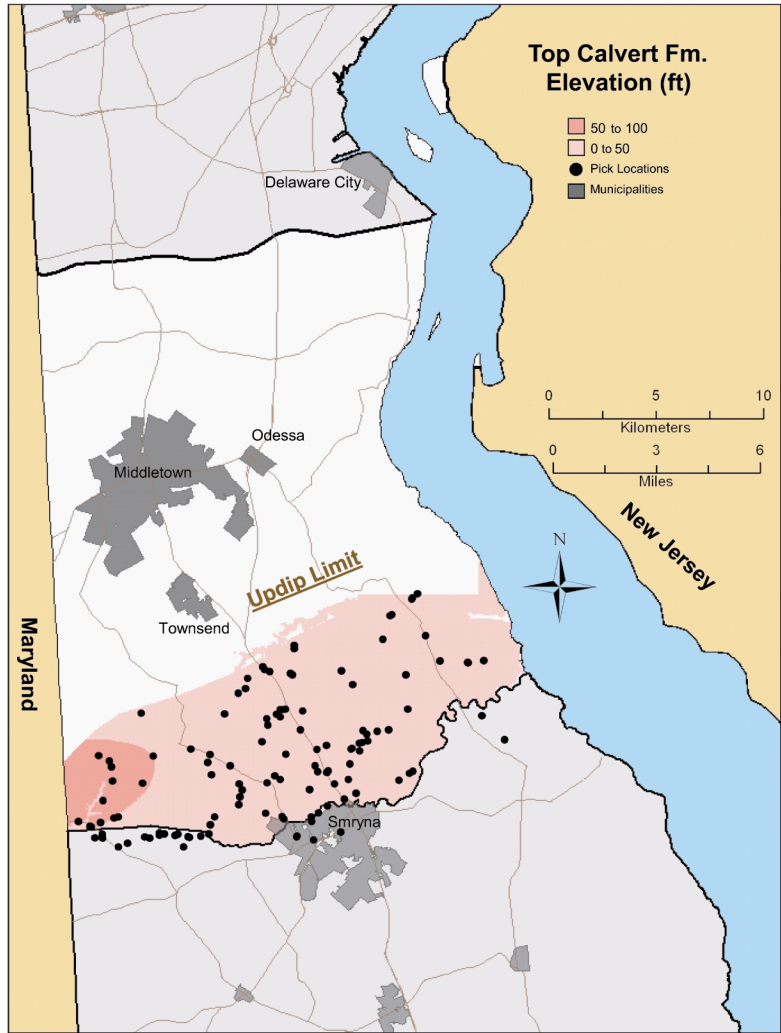 Top Calvert Fm.
Elevation (ft)
50 to 100
0 to 50
Pick Locations
Municipalities
Delaware City
0 5 10
Kilometers
0 3 6
Miles
Odessa
Middletown
New Jersey
N
Updip Limit
Townsend
Maryland
Smryna